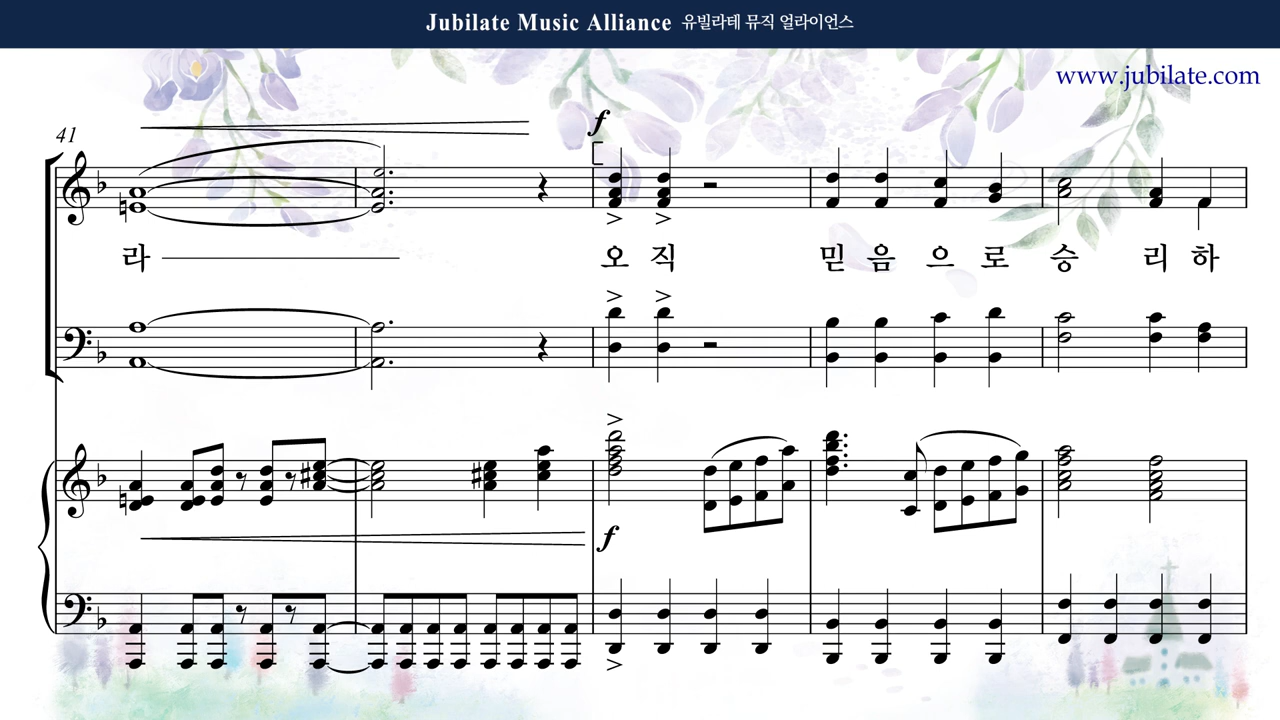 Jubilate Music Alliance 유빌라테 뮤직 얼라이언스
www.jubilate.com
41
f
라 오 직 믿 음 으 로 승 리 하
f